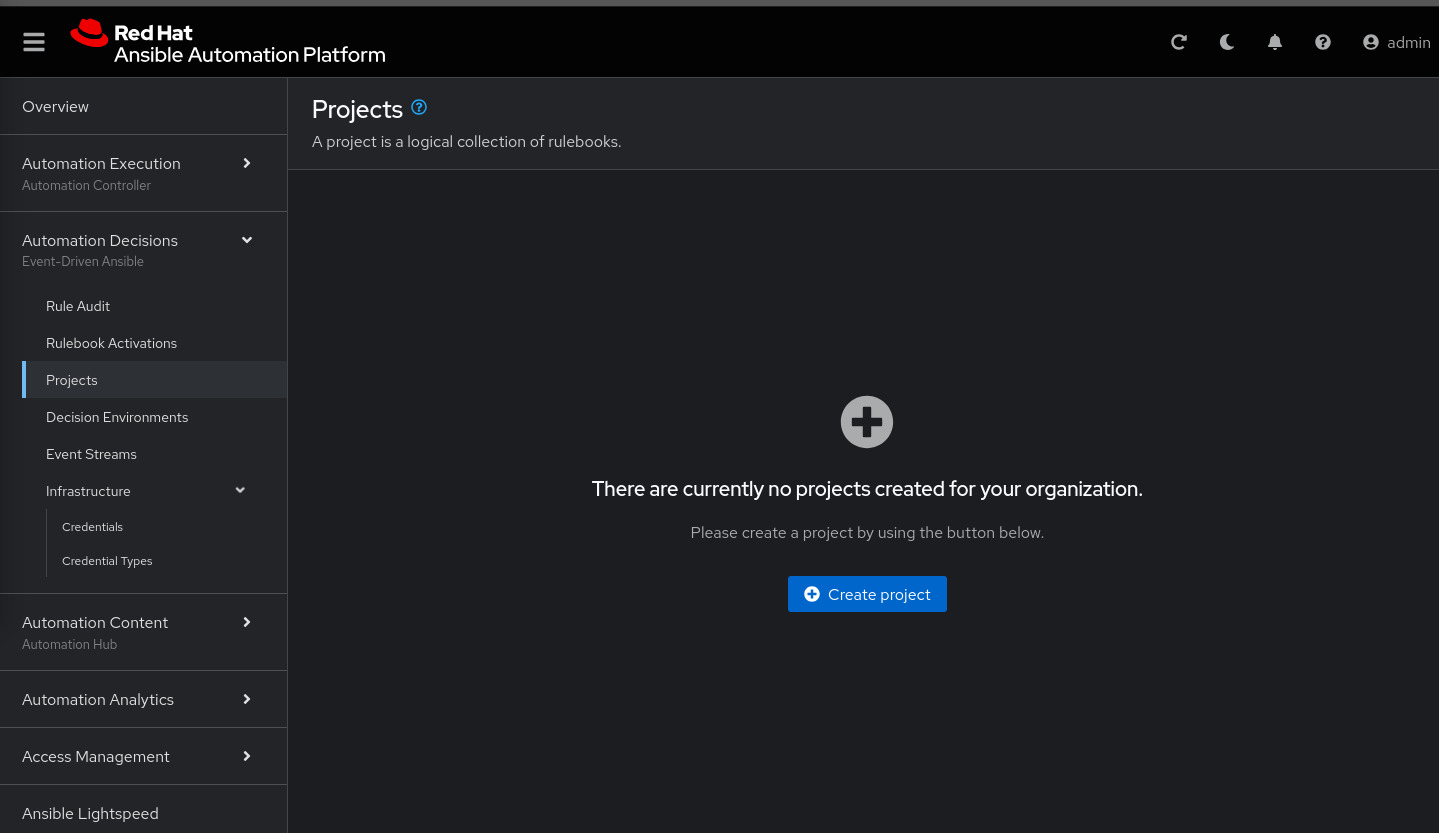 Red Hat
Ansible Automation Platform
admin
Overview
Automation Execution
Automation Controller
Automation Decisions
Event-Driven Ansible
Rule Audit
Rulebook Activations
Projects
Decision Environments
Event Streams
Infrastructure
Credentials
Credential Types
Automation Content
Automation Hub
Automation Analytics
Access Management
Ansible Lightspeed
Projects
A project is a logical collection of rulebooks.
There are currently no projects created for your organization.
Please create a project by using the button below.
Create project